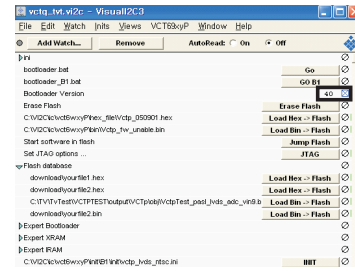 vctq_tvt.vi2c – VisualI2C3
File Edit Watch Inits Views VCT69xyP Window Help
Add Watch... Remove AutoRead: On Off
ini
bootloader.bat Go
bootloader_B1.bat GO B1
Bootloader Version 40
Erase Flash Erase Flash
C:\VI2C\ic\vct6wxyP\hex_file\Vctp_050901.hex Load Hex -> Flash
C:\VI2C\ic\vct6wxyP\bin\Vctp_fw_unable.bin Load Bin -> Flash
Start software in flash Jump Flash
Set JTAG options ... JTAG
Flash database
download\yourfile1.hex Load Hex -> Flash
download\yourfile2.hex Load Hex -> Flash
C:\TVT\TvTest\VCTPTEST\output\VCTp\obj\VctpTest_pasl_lvds_adc_vin9.b Load Bin -> Flash
download\yourfile2.bin Load Bin -> Flash
Expert Bootloader
Expert XRAM
Expert IRAM
C:\VI2C\ic\vct6wxyP\init\B1\init\vctp_lvds_ntsc.ini INIT